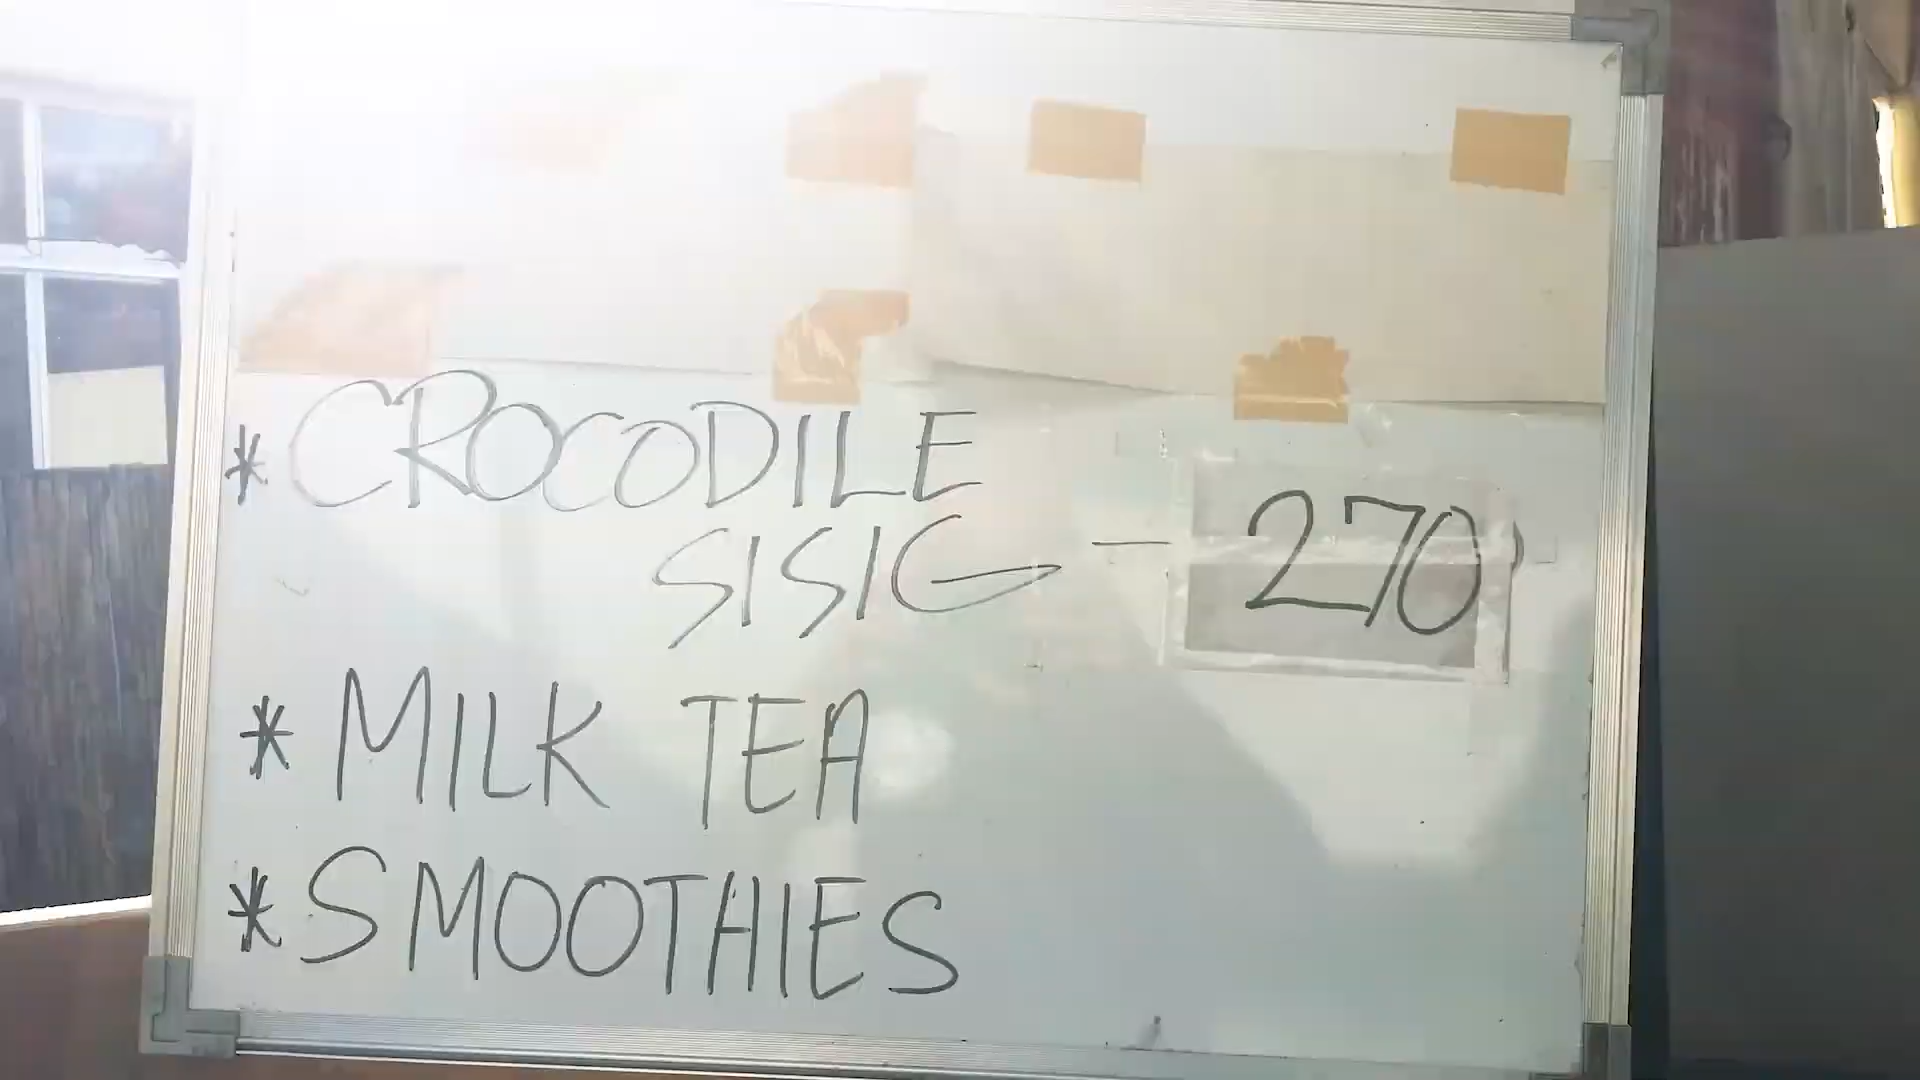 * CROCODILE
SISIG - 270
* MILK TEA
* SMOOTHIES